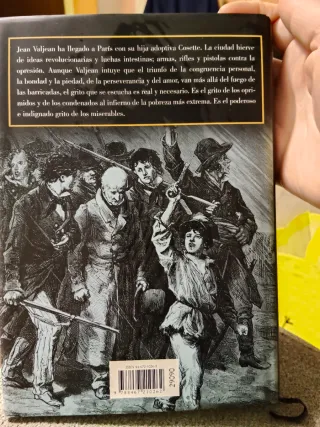 Jean Valjean ha llegado a París con su hija adoptiva Cosette. La ciudad hierve
de ideas revolucionarias y luchas intestinas; armas, rifles y pistolas contra la
opresión. Aunque Valjean intuye que el triunfo de la congruencia personal,
la bondad y la piedad, de la perseverancia y del amor, van más allá del fuego de
las barricadas, el grito que se escucha es real y necesario. Es el grito de los opri-
midos y de los condenados al infierno de la pobreza más extrema. Es el poderoso
e indignado grito de los miserables.